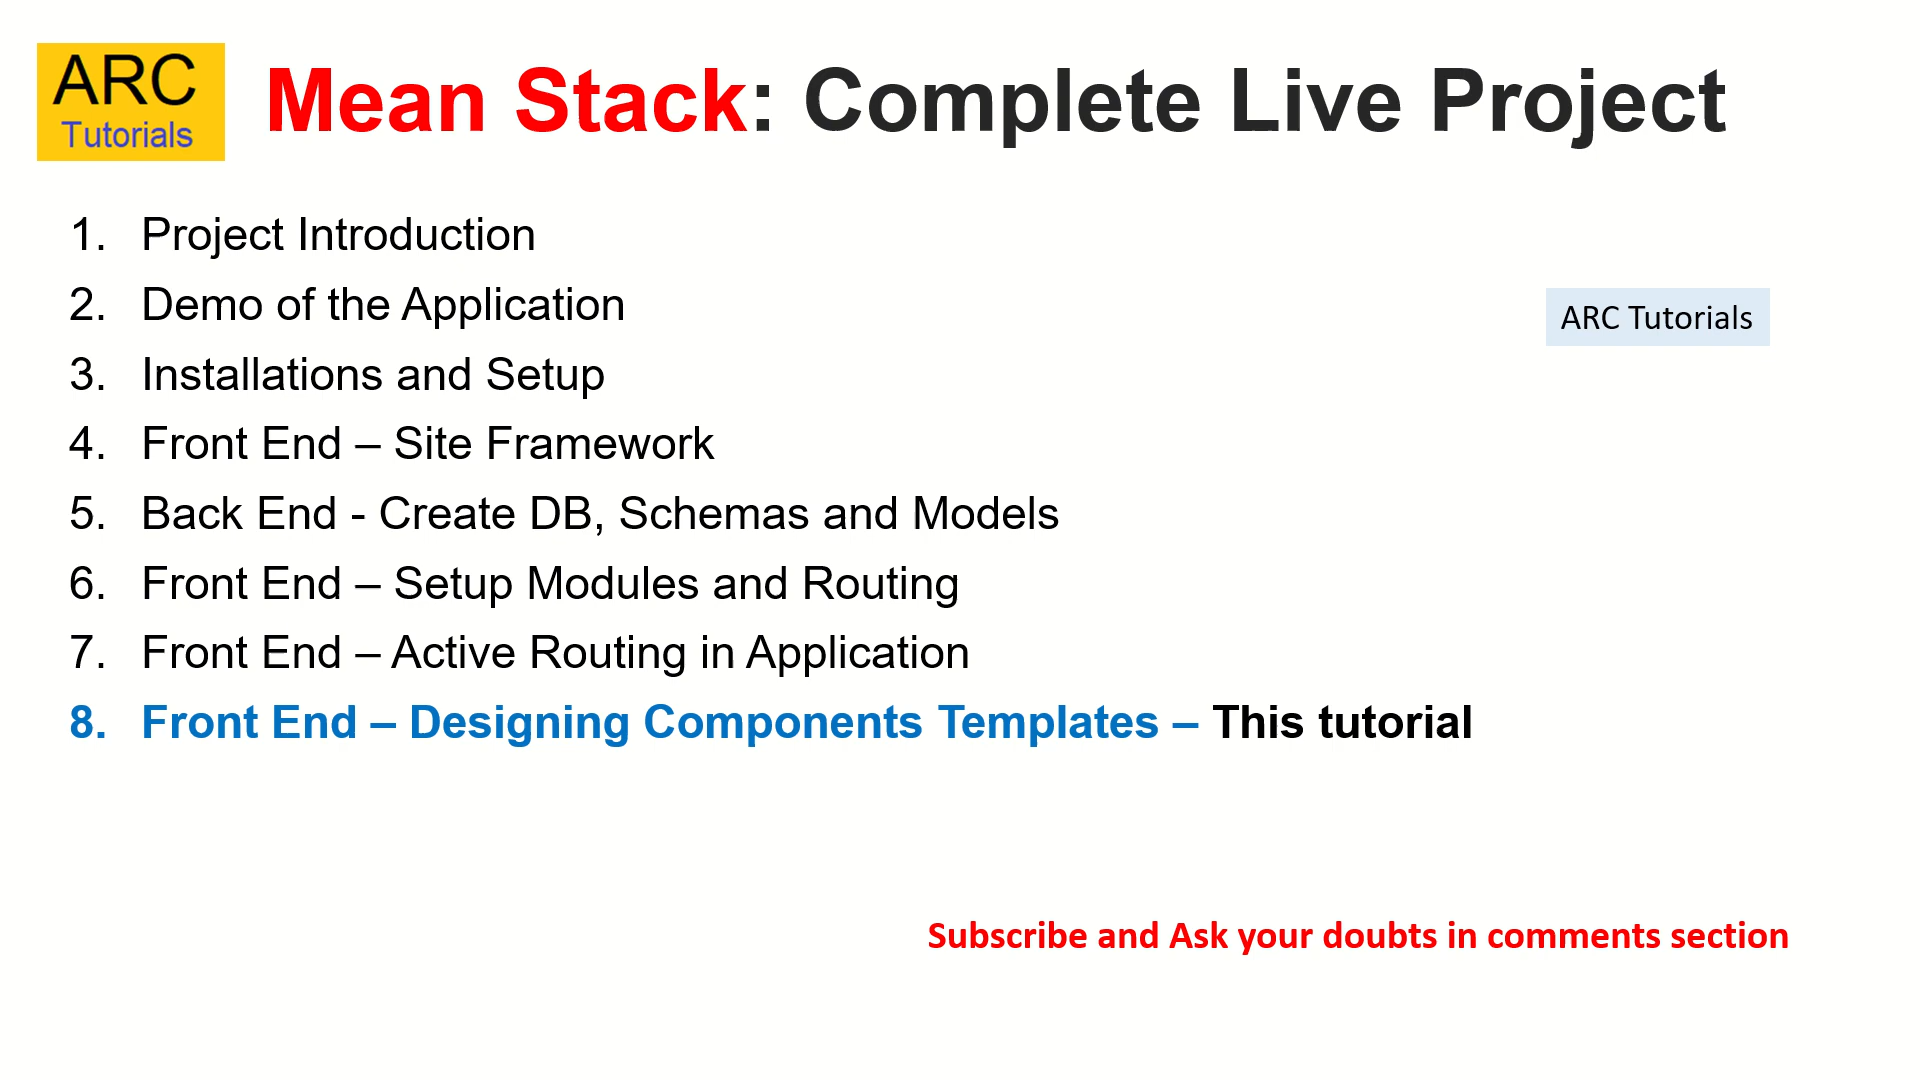 ARC
Tutorials
Mean Stack: Complete Live Project
1. Project Introduction
2. Demo of the Application
ARC Tutorials
3. Installations and Setup
4. Front End – Site Framework
5. Back End - Create DB, Schemas and Models
6. Front End – Setup Modules and Routing
7. Front End – Active Routing in Application
8. Front End – Designing Components Templates – This tutorial
Subscribe and Ask your doubts in comments section